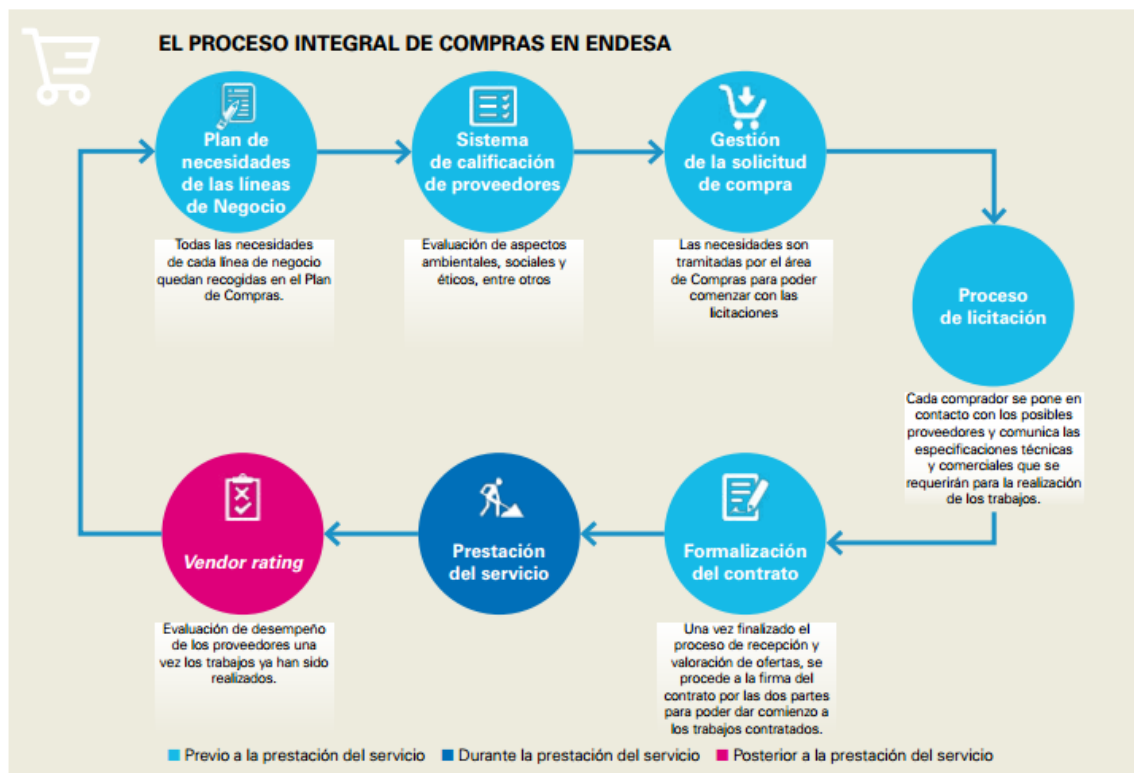 EL PROCESO INTEGRAL DE COMPRAS EN ENDESA
Plan de
necesidades
de las líneas
de Negocio
Todas las necesidades
de cada línea de negocio
quedan recogidas en el Plan
de Compras.
Sistema
de calificación
de proveedores
Evaluación de aspectos
ambientales, sociales y
éticos, entre otros
Gestión
de la solicitud
de compra
Las necesidades son
tramitadas por el área
de Compras para poder
comenzar con las
licitaciones
Proceso
de licitación
Cada comprador se pone en
contacto con los posibles
proveedores y comunica las
especificaciones técnicas
y comerciales que se
requerirán para la realización
de los trabajos.
Formalización
del contrato
Una vez finalizado el
proceso de recepción y
valoración de ofertas, se
procede a la firma del
contrato por las dos partes
para poder dar comienzo a
los trabajos contratados.
Prestación
del servicio
Vendor rating
Evaluación de desempeño
de los proveedores una
vez los trabajos ya han sido
realizados.
Previo a la prestación del servicio
Durante la prestación del servicio
Posterior a la prestación del servicio